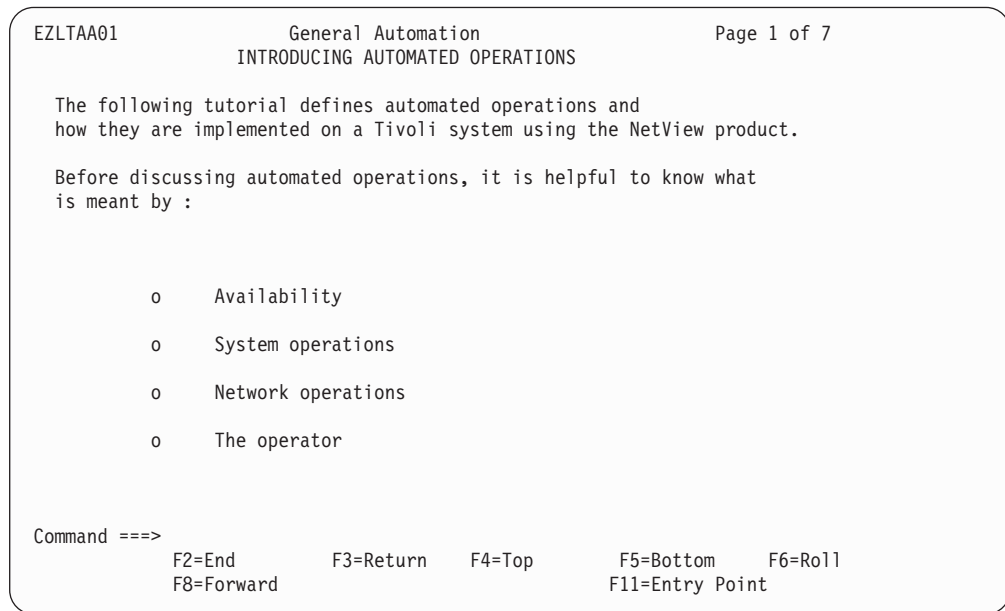 EZLTAA01 General Automation Page 1 of 7
INTRODUCING AUTOMATED OPERATIONS
The following tutorial defines automated operations and
how they are implemented on a Tivoli system using the NetView product.
Before discussing automated operations, it is helpful to know what
is meant by :
o Availability
o System operations
o Network operations
o The operator
Command ===>
F2=End F3=Return F4=Top F5=Bottom F6=Roll
F8=Forward F11=Entry Point